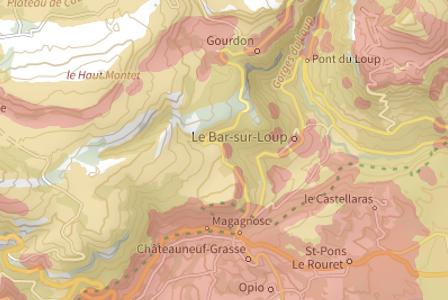 Plateau de
Gourdon
Gorges du Loup
Pont du Loup
le Haut Montet
e
Le Bar-sur-Loup
le Castellaras
Magagnosc
Châteauneuf-Grasse
St-Pons
Le Rouret
Opio